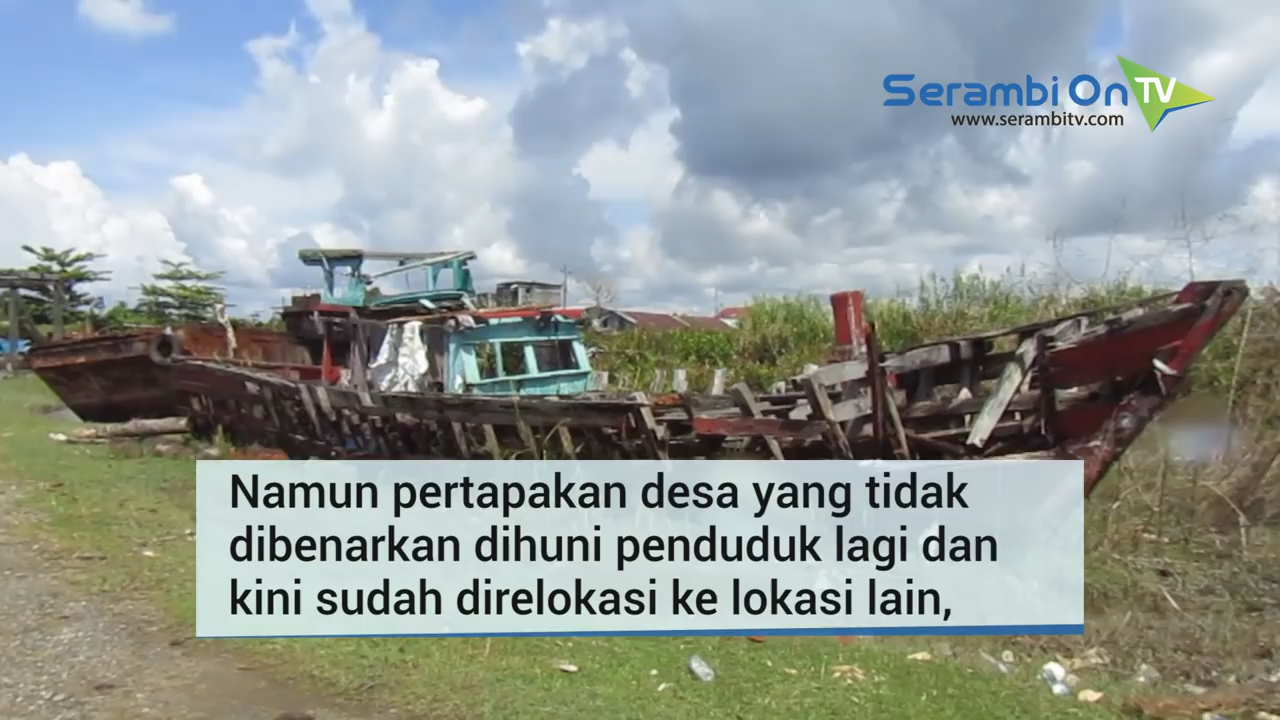 Serambi On TV
www.serambitv.com
Namun pertapakan desa yang tidak
dibenarkan dihuni penduduk lagi dan
kini sudah direlokasi ke lokasi lain,